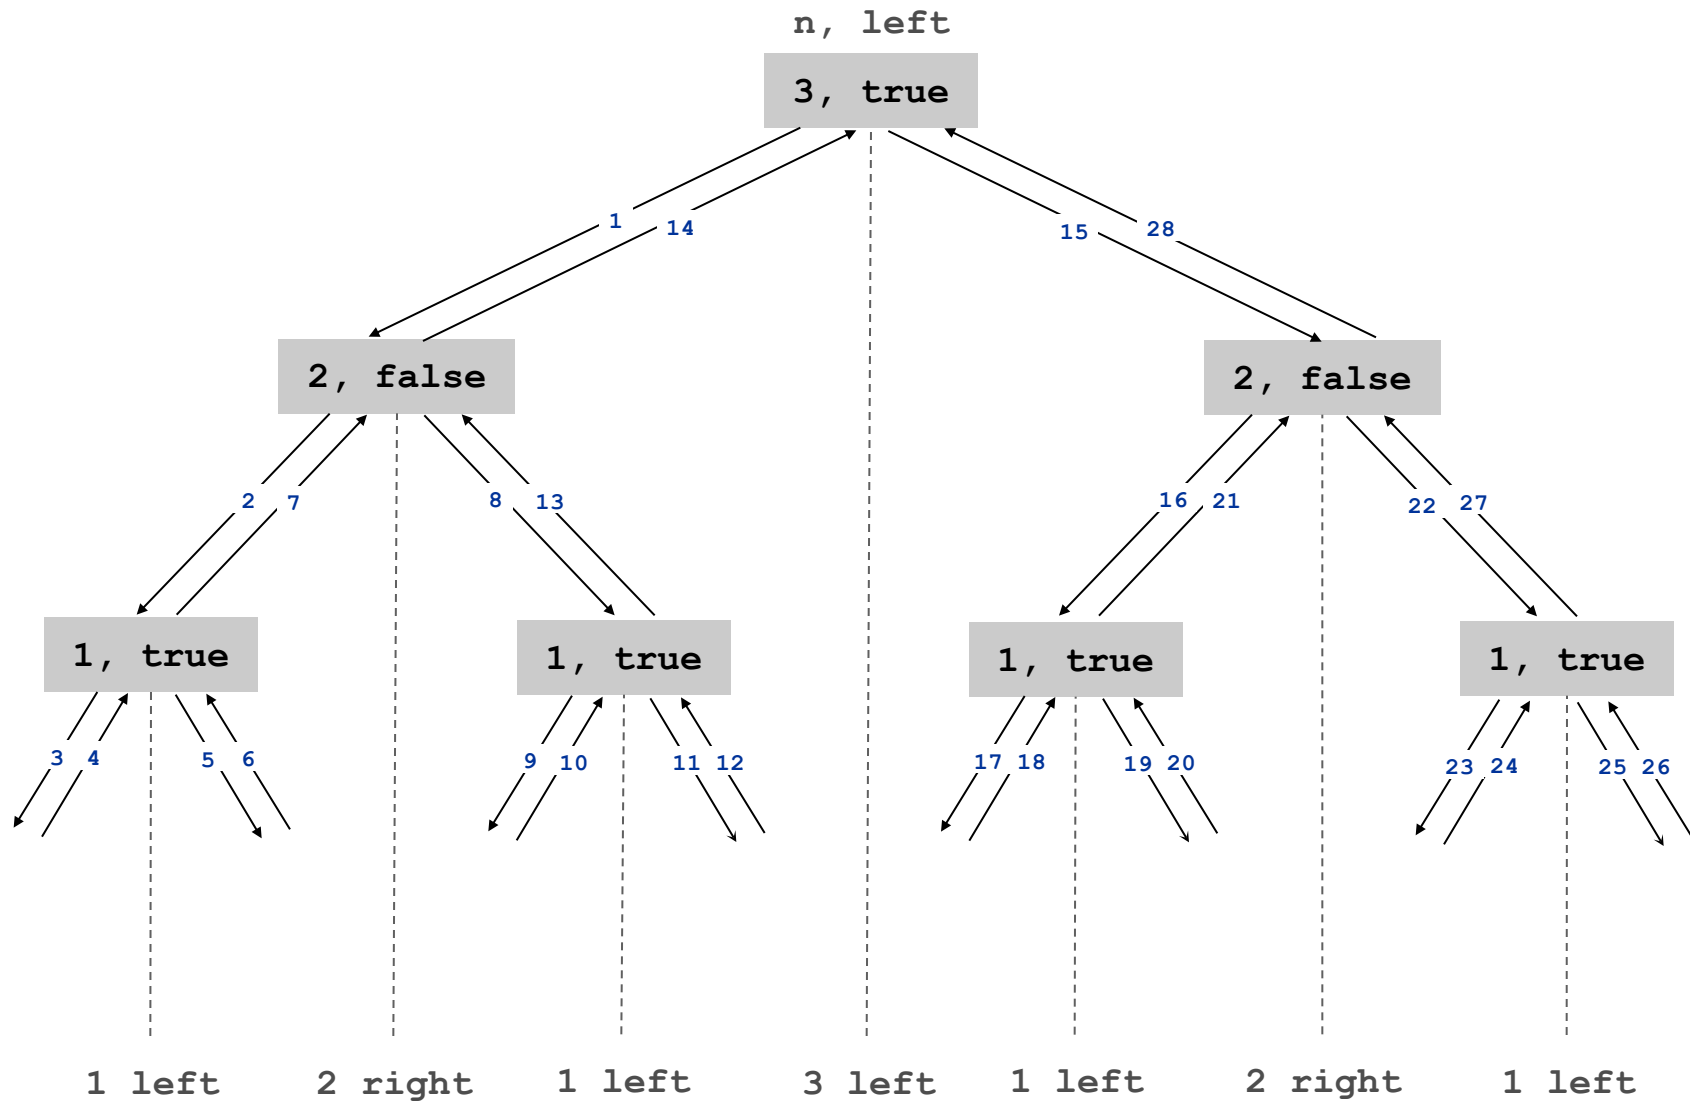 n, left
3, true
1
14
15
28
2, false
2, false
2
7
8
13
16
21
22
27
1, true
1, true
1, true
1, true
3
4
5
6
9
10
11
12
17
18
19
20
23
24
25
26
1 left
2 right
1 left
3 left
1 left
2 right
1 left